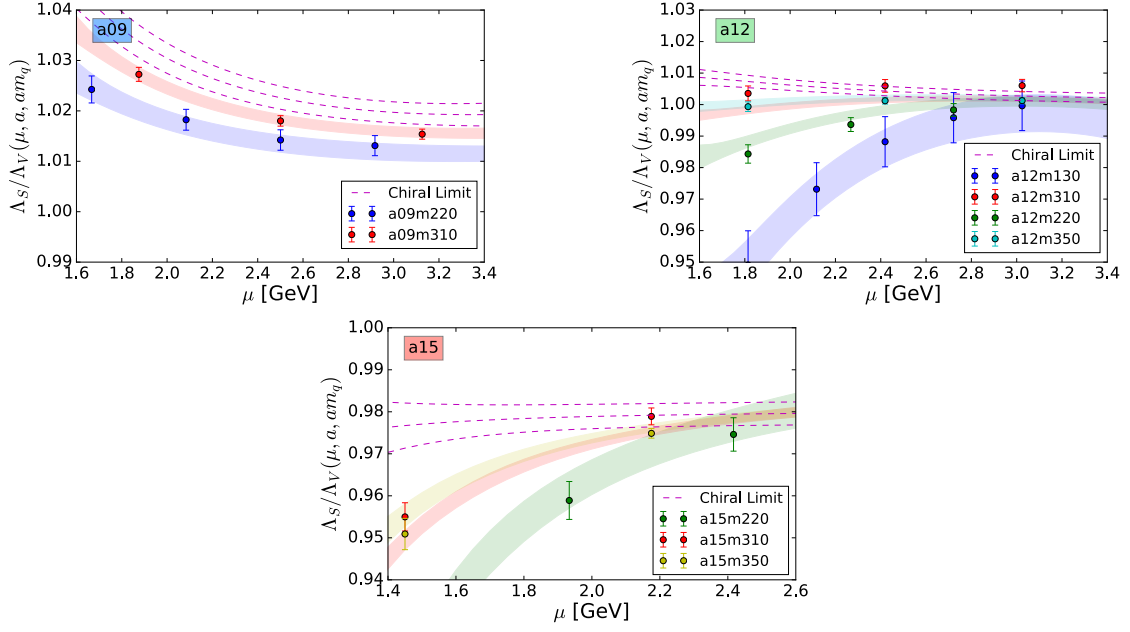 a09
1.04
1.03
1.02
1.01
1.00
0.99
Λ_S/Λ_V(μ, a, am_q)
Chiral Limit
a09m220
a09m310
1.6 1.8 2.0 2.2 2.4 2.6 2.8 3.0 3.2 3.4
μ [GeV]
a12
1.03
1.02
1.01
1.00
0.99
0.98
0.97
0.96
0.95
Λ_S/Λ_V(μ, a, am_q)
Chiral Limit
a12m130
a12m310
a12m220
a12m350
1.6 1.8 2.0 2.2 2.4 2.6 2.8 3.0 3.2 3.4
μ [GeV]
a15
1.00
0.99
0.98
0.97
0.96
0.95
0.94
Λ_S/Λ_V(μ, a, am_q)
Chiral Limit
a15m220
a15m310
a15m350
1.4 1.6 1.8 2.0 2.2 2.4 2.6
μ [GeV]